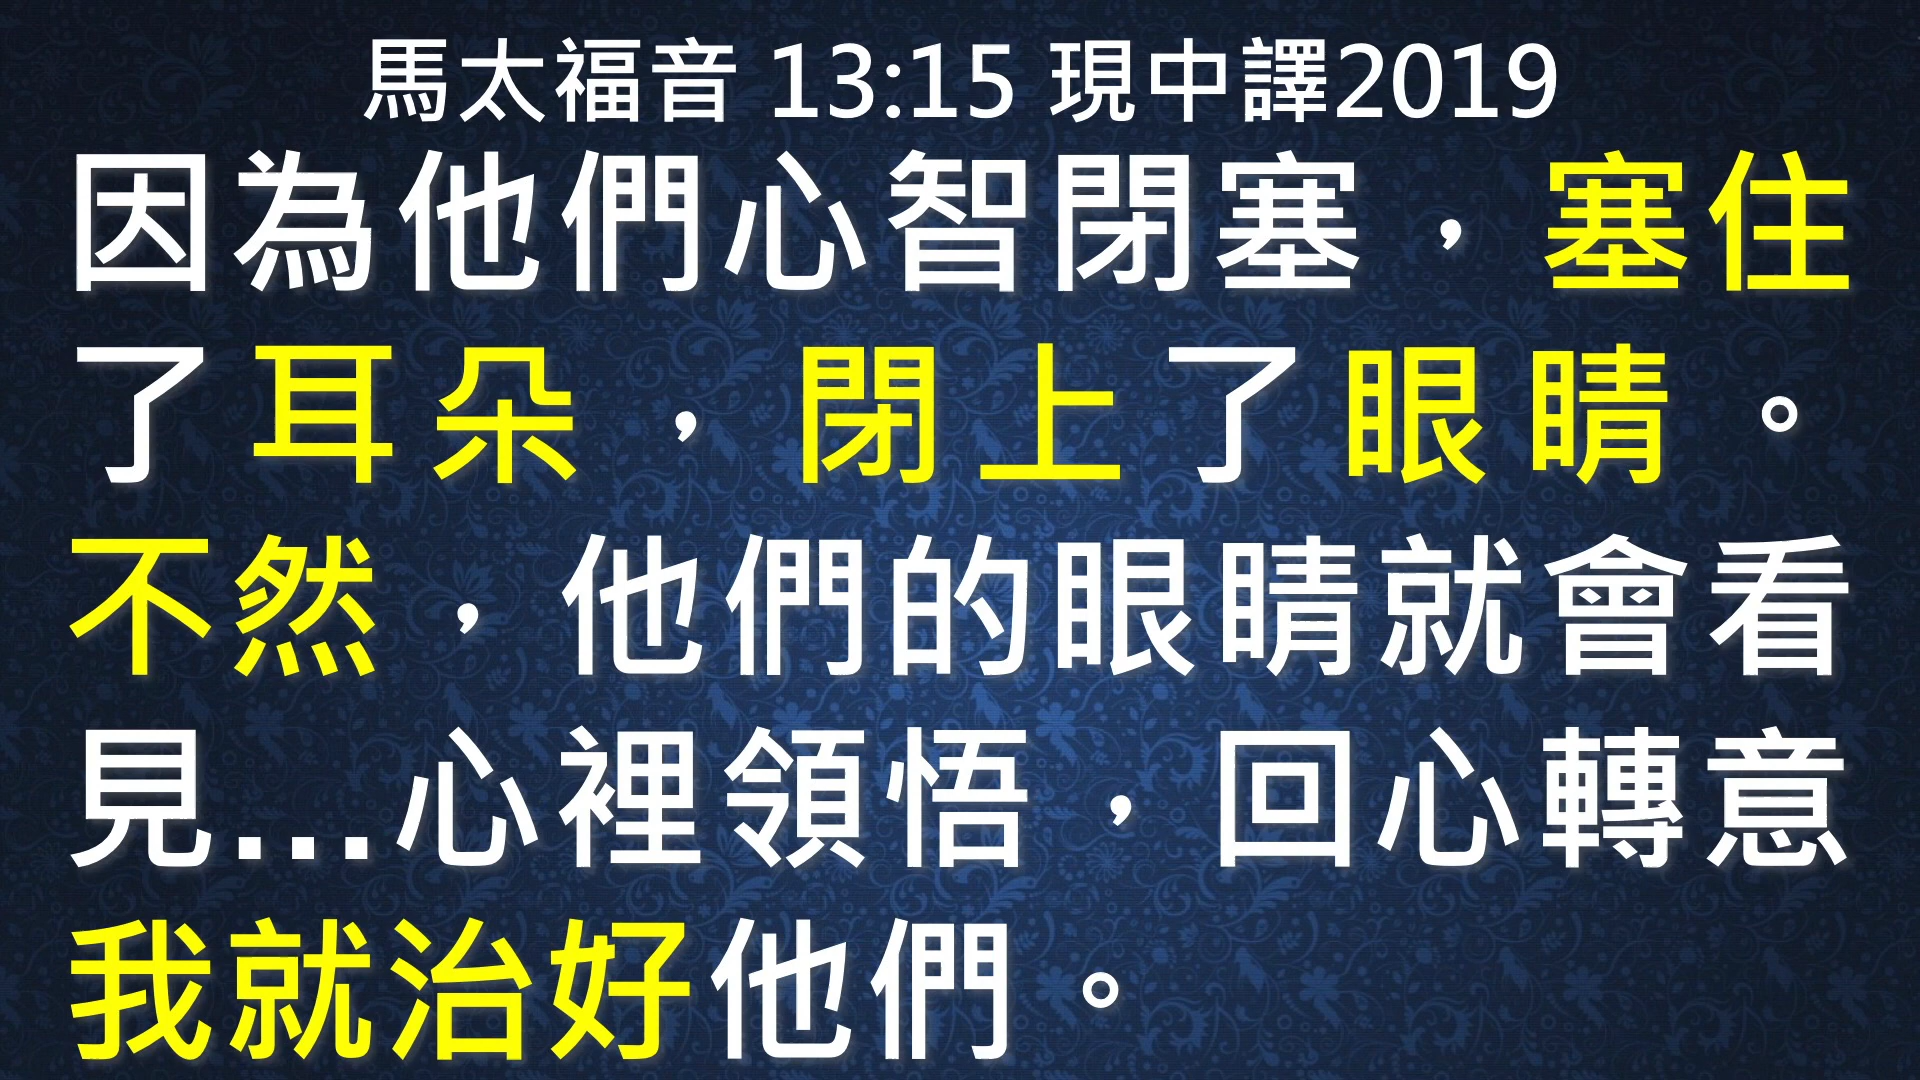 馬太福音 13:15 現中譯2019
因為他們心智閉塞，塞住
了耳朵，閉上了眼睛。
不然，他們的眼睛就會看
見...心裡領悟，回心轉意
我就治好他們。